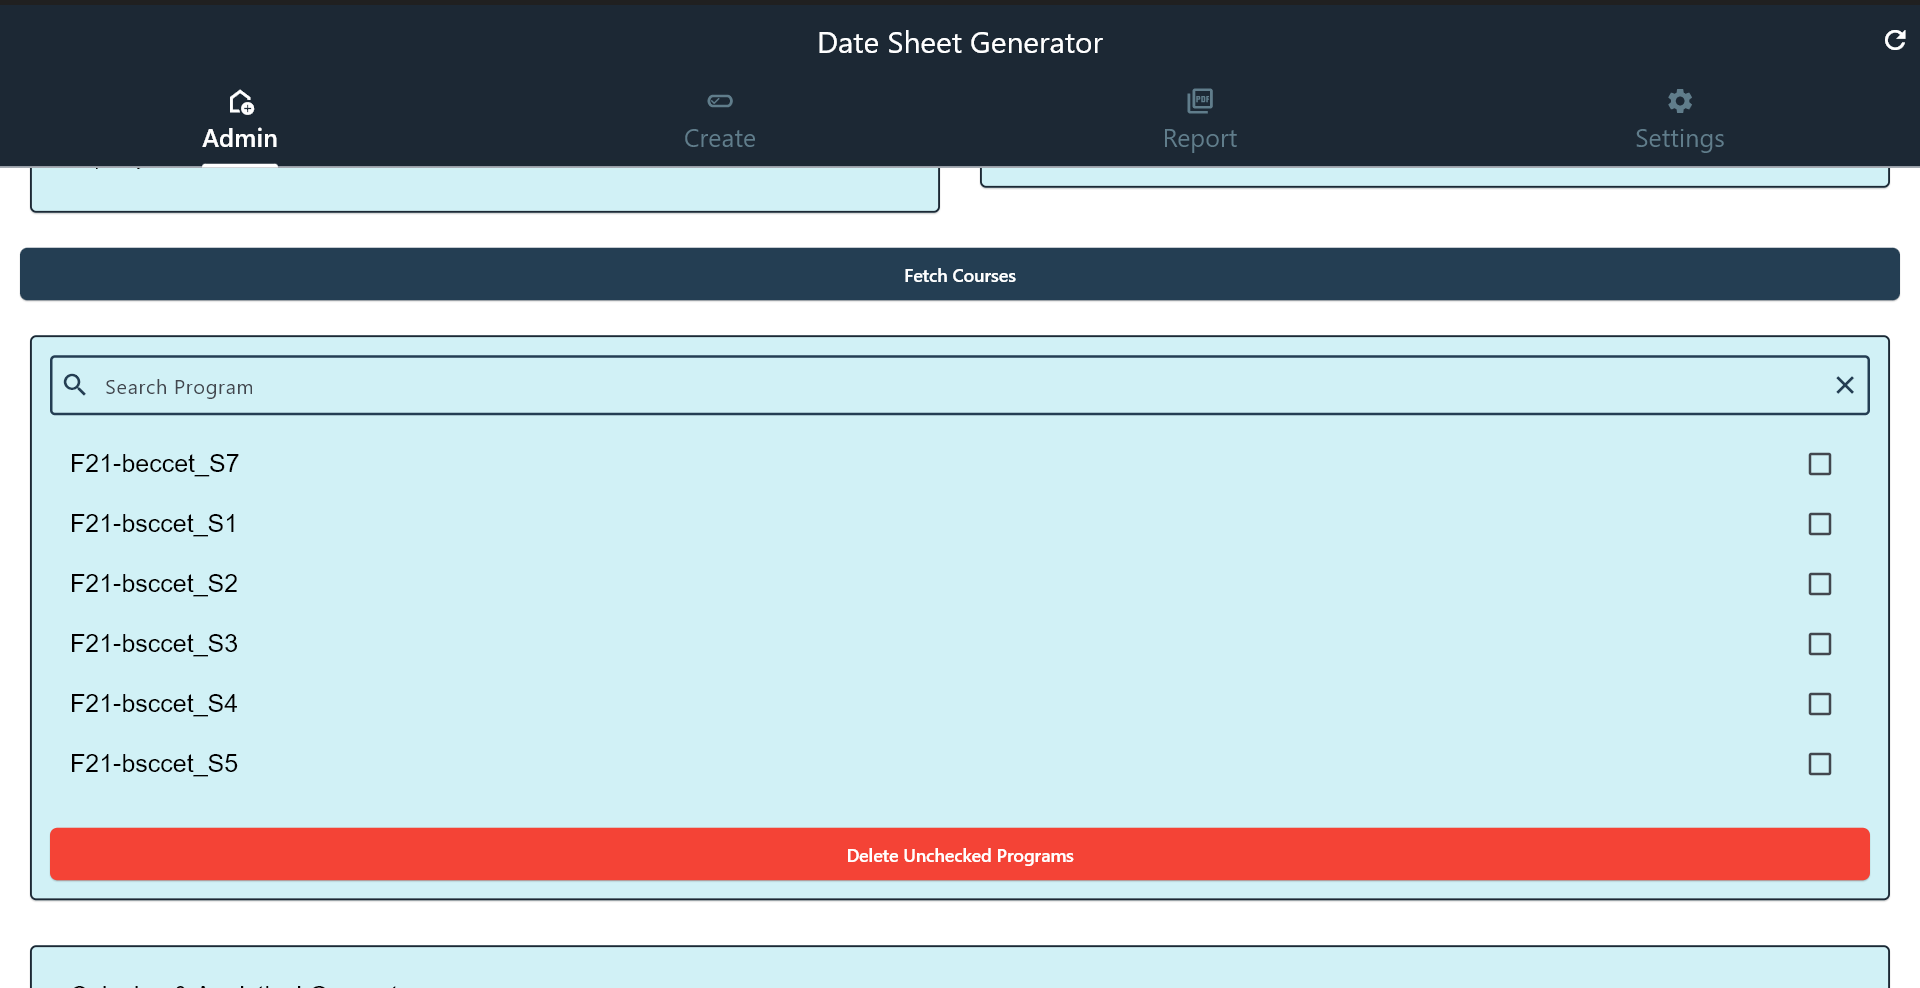 Date Sheet Generator
Admin
Create
PDF
Report
Settings
Fetch Courses
Search Program
F21-beccet_S7
F21-bsccet_S1
F21-bsccet_S2
F21-bsccet_S3
F21-bsccet_S4
F21-bsccet_S5
Delete Unchecked Programs